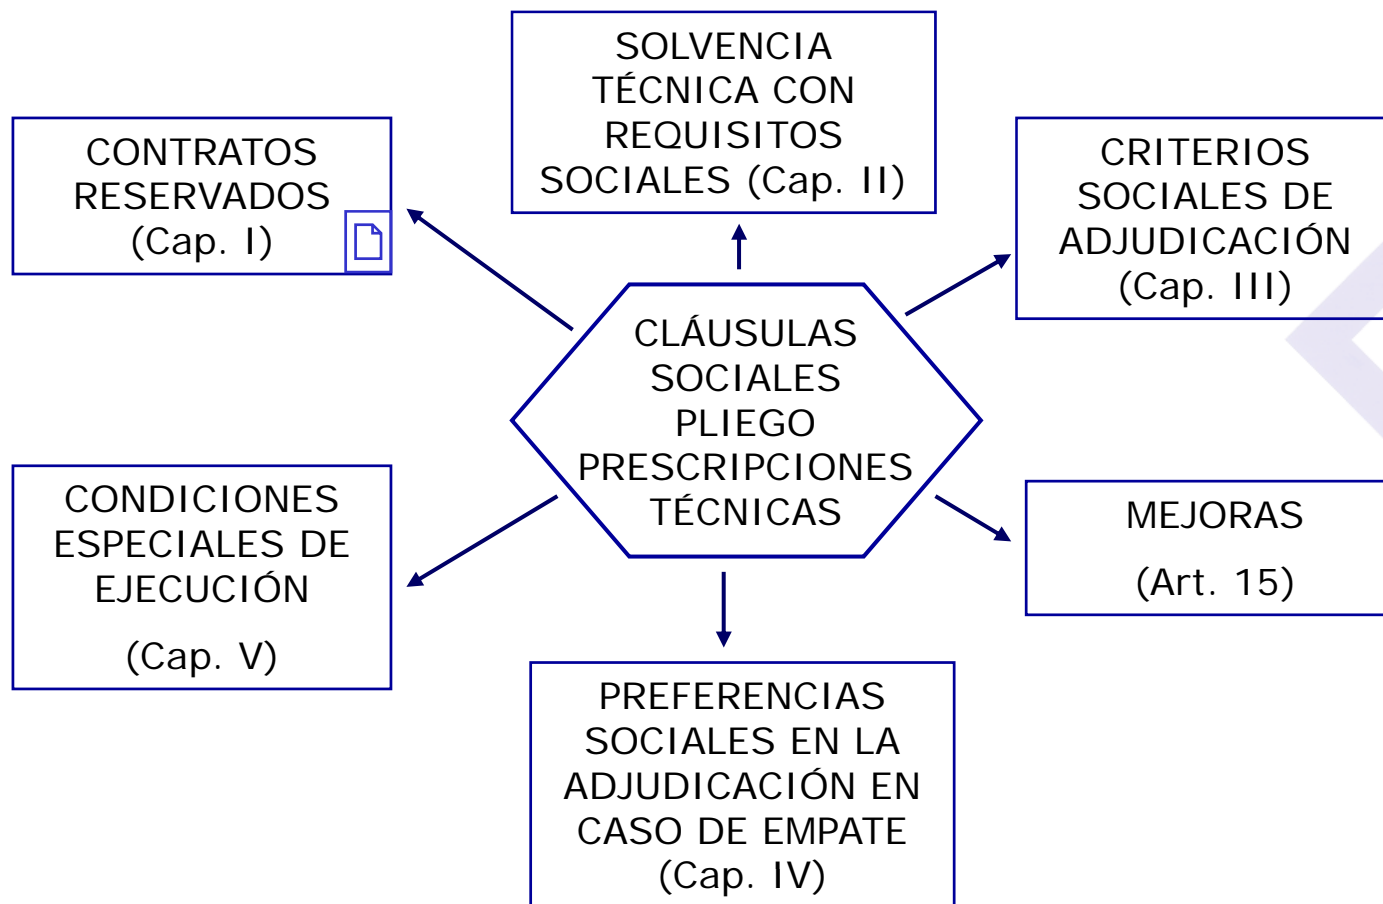 SOLVENCIA
TÉCNICA CON
REQUISITOS
SOCIALES (Cap. II)
CONTRATOS
RESERVADOS
(Cap. I)
CRITERIOS
SOCIALES DE
ADJUDICACIÓN
(Cap. III)
CLÁUSULAS
SOCIALES
PLIEGO
PRESCRIPCIONES
TÉCNICAS
CONDICIONES
ESPECIALES DE
EJECUCIÓN
(Cap. V)
MEJORAS
(Art. 15)
PREFERENCIAS
SOCIALES EN LA
ADJUDICACIÓN EN
CASO DE EMPATE
(Cap. IV)